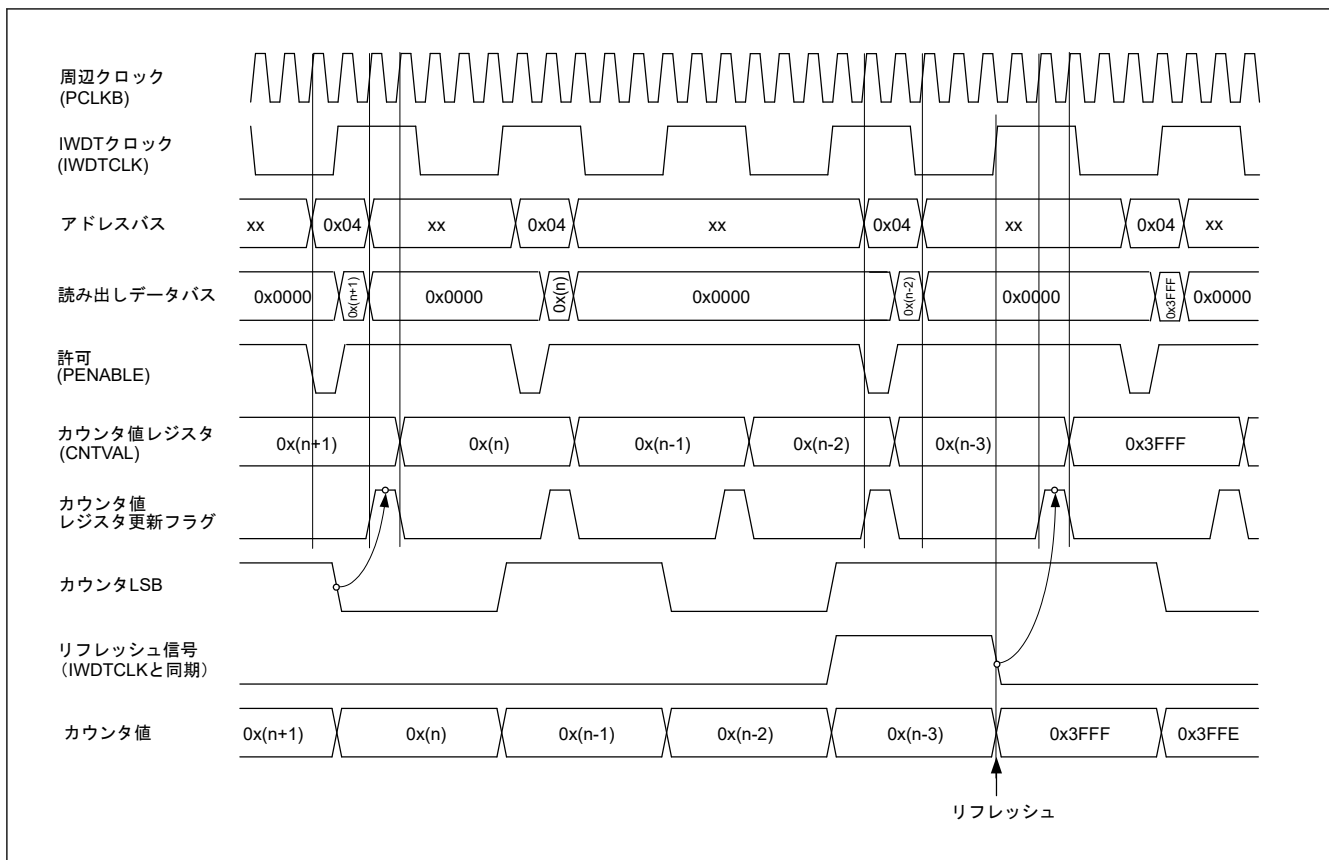 周辺クロック
(PCLKB)
IWDTクロック
(IWDTCLK)
アドレスバス
xx
0x04
xx
0x04
xx
0x04
xx
0x04
xx
読み出しデータバス
0x0000
0x(n+1)
0x0000
0x(n)
0x0000
0x(n-2)
0x0000
0x3FFF
0x0000
許可
(PENABLE)
カウンタ値レジスタ
(CNTVAL)
0x(n+1)
0x(n)
0x(n-1)
0x(n-2)
0x(n-3)
0x3FFF
カウンタ値
レジスタ更新フラグ
カウンタLSB
リフレッシュ信号
（IWDTCLKと同期）
カウンタ値
0x(n+1)
0x(n)
0x(n-1)
0x(n-2)
0x(n-3)
0x3FFF
0x3FFE
リフレッシュ